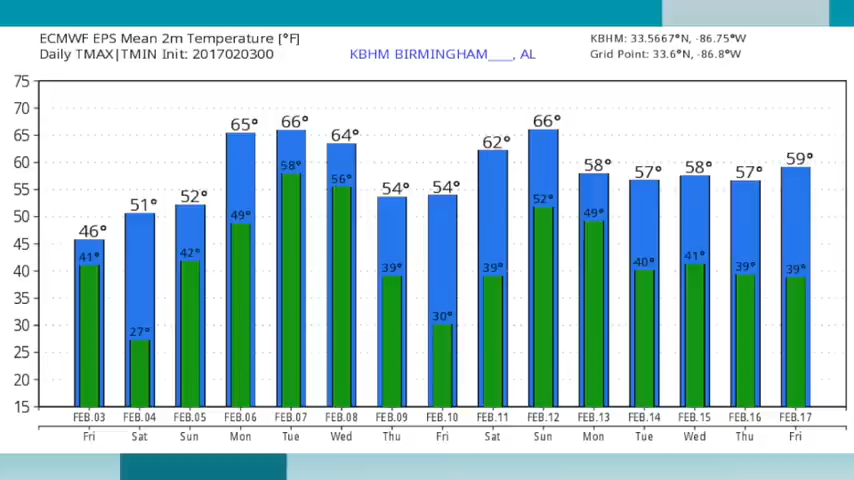 ECMWF EPS Mean 2m Temperature [°F]
Daily TMAX|TMIN Init: 2017020300
KBHM BIRMINGHAM____, AL
KBHM: 33.5667°N, -86.75°W
Grid Point: 33.6°N, -86.8°W
75
70
65
60
55
50
45
40
35
30
25
20
15
46° 51° 52° 65° 66° 64° 54° 54° 62° 66° 58° 57° 58° 57° 59°
41° 27° 42° 49° 58° 56° 39° 30° 39° 52° 49° 40° 41° 39° 39°
FEB.03 FEB.04 FEB.05 FEB.06 FEB.07 FEB.08 FEB.09 FEB.10 FEB.11 FEB.12 FEB.13 FEB.14 FEB.15 FEB.16 FEB.17
Fri Sat Sun Mon Tue Wed Thu Fri Sat Sun Mon Tue Wed Thu Fri